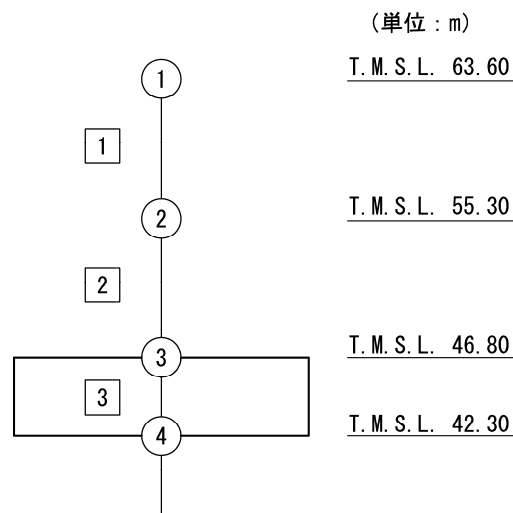 (単位:m)
① T.M.S.L. 63.60
1
② T.M.S.L. 55.30
2
③ T.M.S.L. 46.80
3
④ T.M.S.L. 42.30